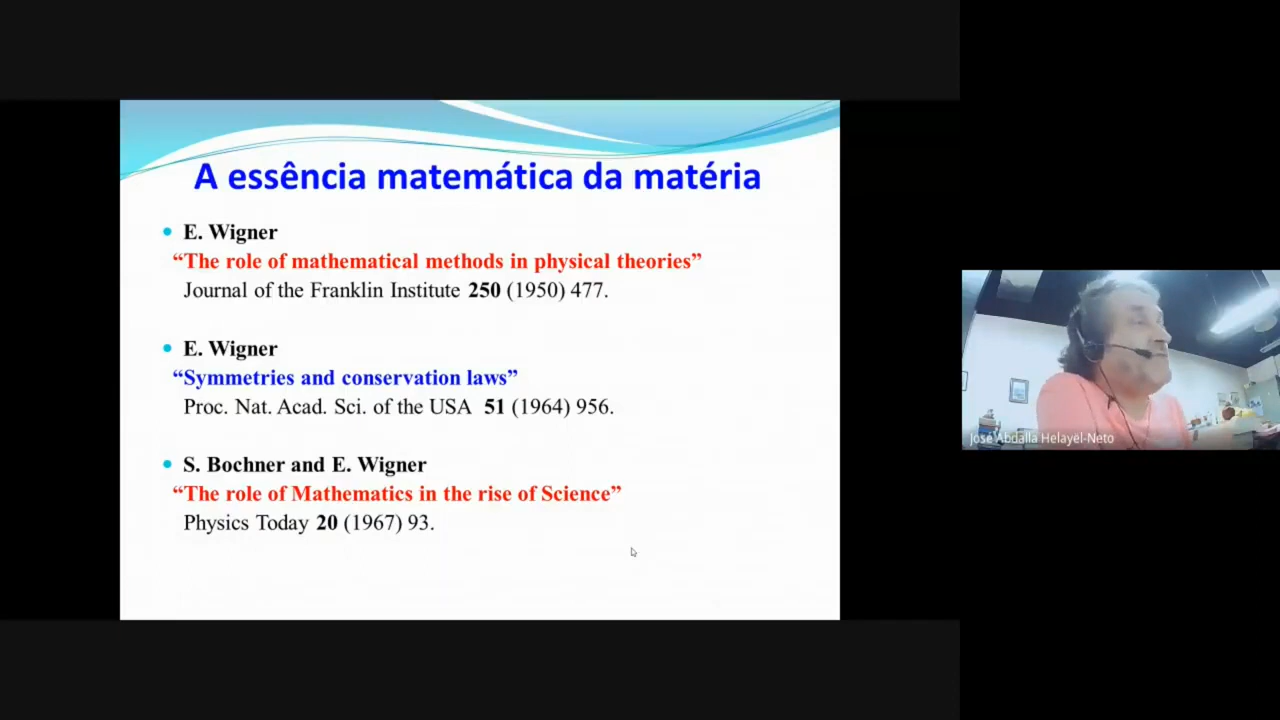 A essência matemática da matéria
E. Wigner
“The role of mathematical methods in physical theories”
Journal of the Franklin Institute 250 (1950) 477.
E. Wigner
“Symmetries and conservation laws”
Proc. Nat. Acad. Sci. of the USA 51 (1964) 956.
S. Bochner and E. Wigner
“The role of Mathematics in the rise of Science”
Physics Today 20 (1967) 93.
José Abdalla Helayël-Neto